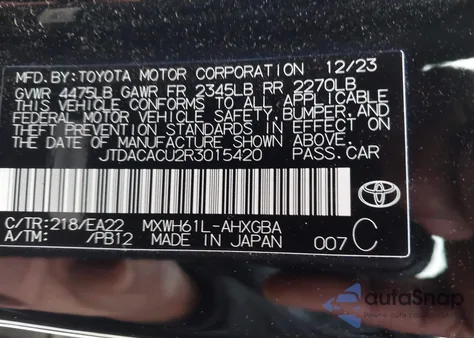 MFD.BY:TOYOTA MOTOR CORPORATION 12/23
GVWR 4475LB GAWR FR 2345LB RR 2270LB
THIS VEHICLE CONFORMS TO ALL APPLICABLE
FEDERAL MOTOR VEHICLE SAFETY, BUMPER, AND
THEFT PREVENTION STANDARDS IN EFFECT ON
THE DATE OF MANUFACTURE SHOWN ABOVE.
JTDACACU2R3015420 PASS.CAR
TOYOTA
C/TR:218/EA22 MXWH61L-AHXGBA
A/TM: /PB12 MADE IN JAPAN 007 C
autoSnap